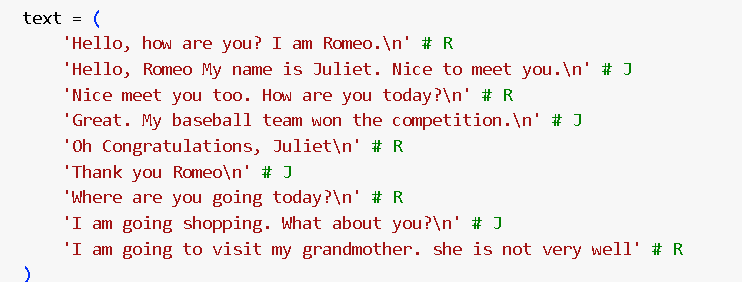 text = (
'Hello, how are you? I am Romeo.\n' # R
'Hello, Romeo My name is Juliet. Nice to meet you.\n' # J
'Nice meet you too. How are you today?\n' # R
'Great. My baseball team won the competition.\n' # J
'Oh Congratulations, Juliet\n' # R
'Thank you Romeo\n' # J
'Where are you going today?\n' # R
'I am going shopping. What about you?\n' # J
'I am going to visit my grandmother. she is not very well' # R
)